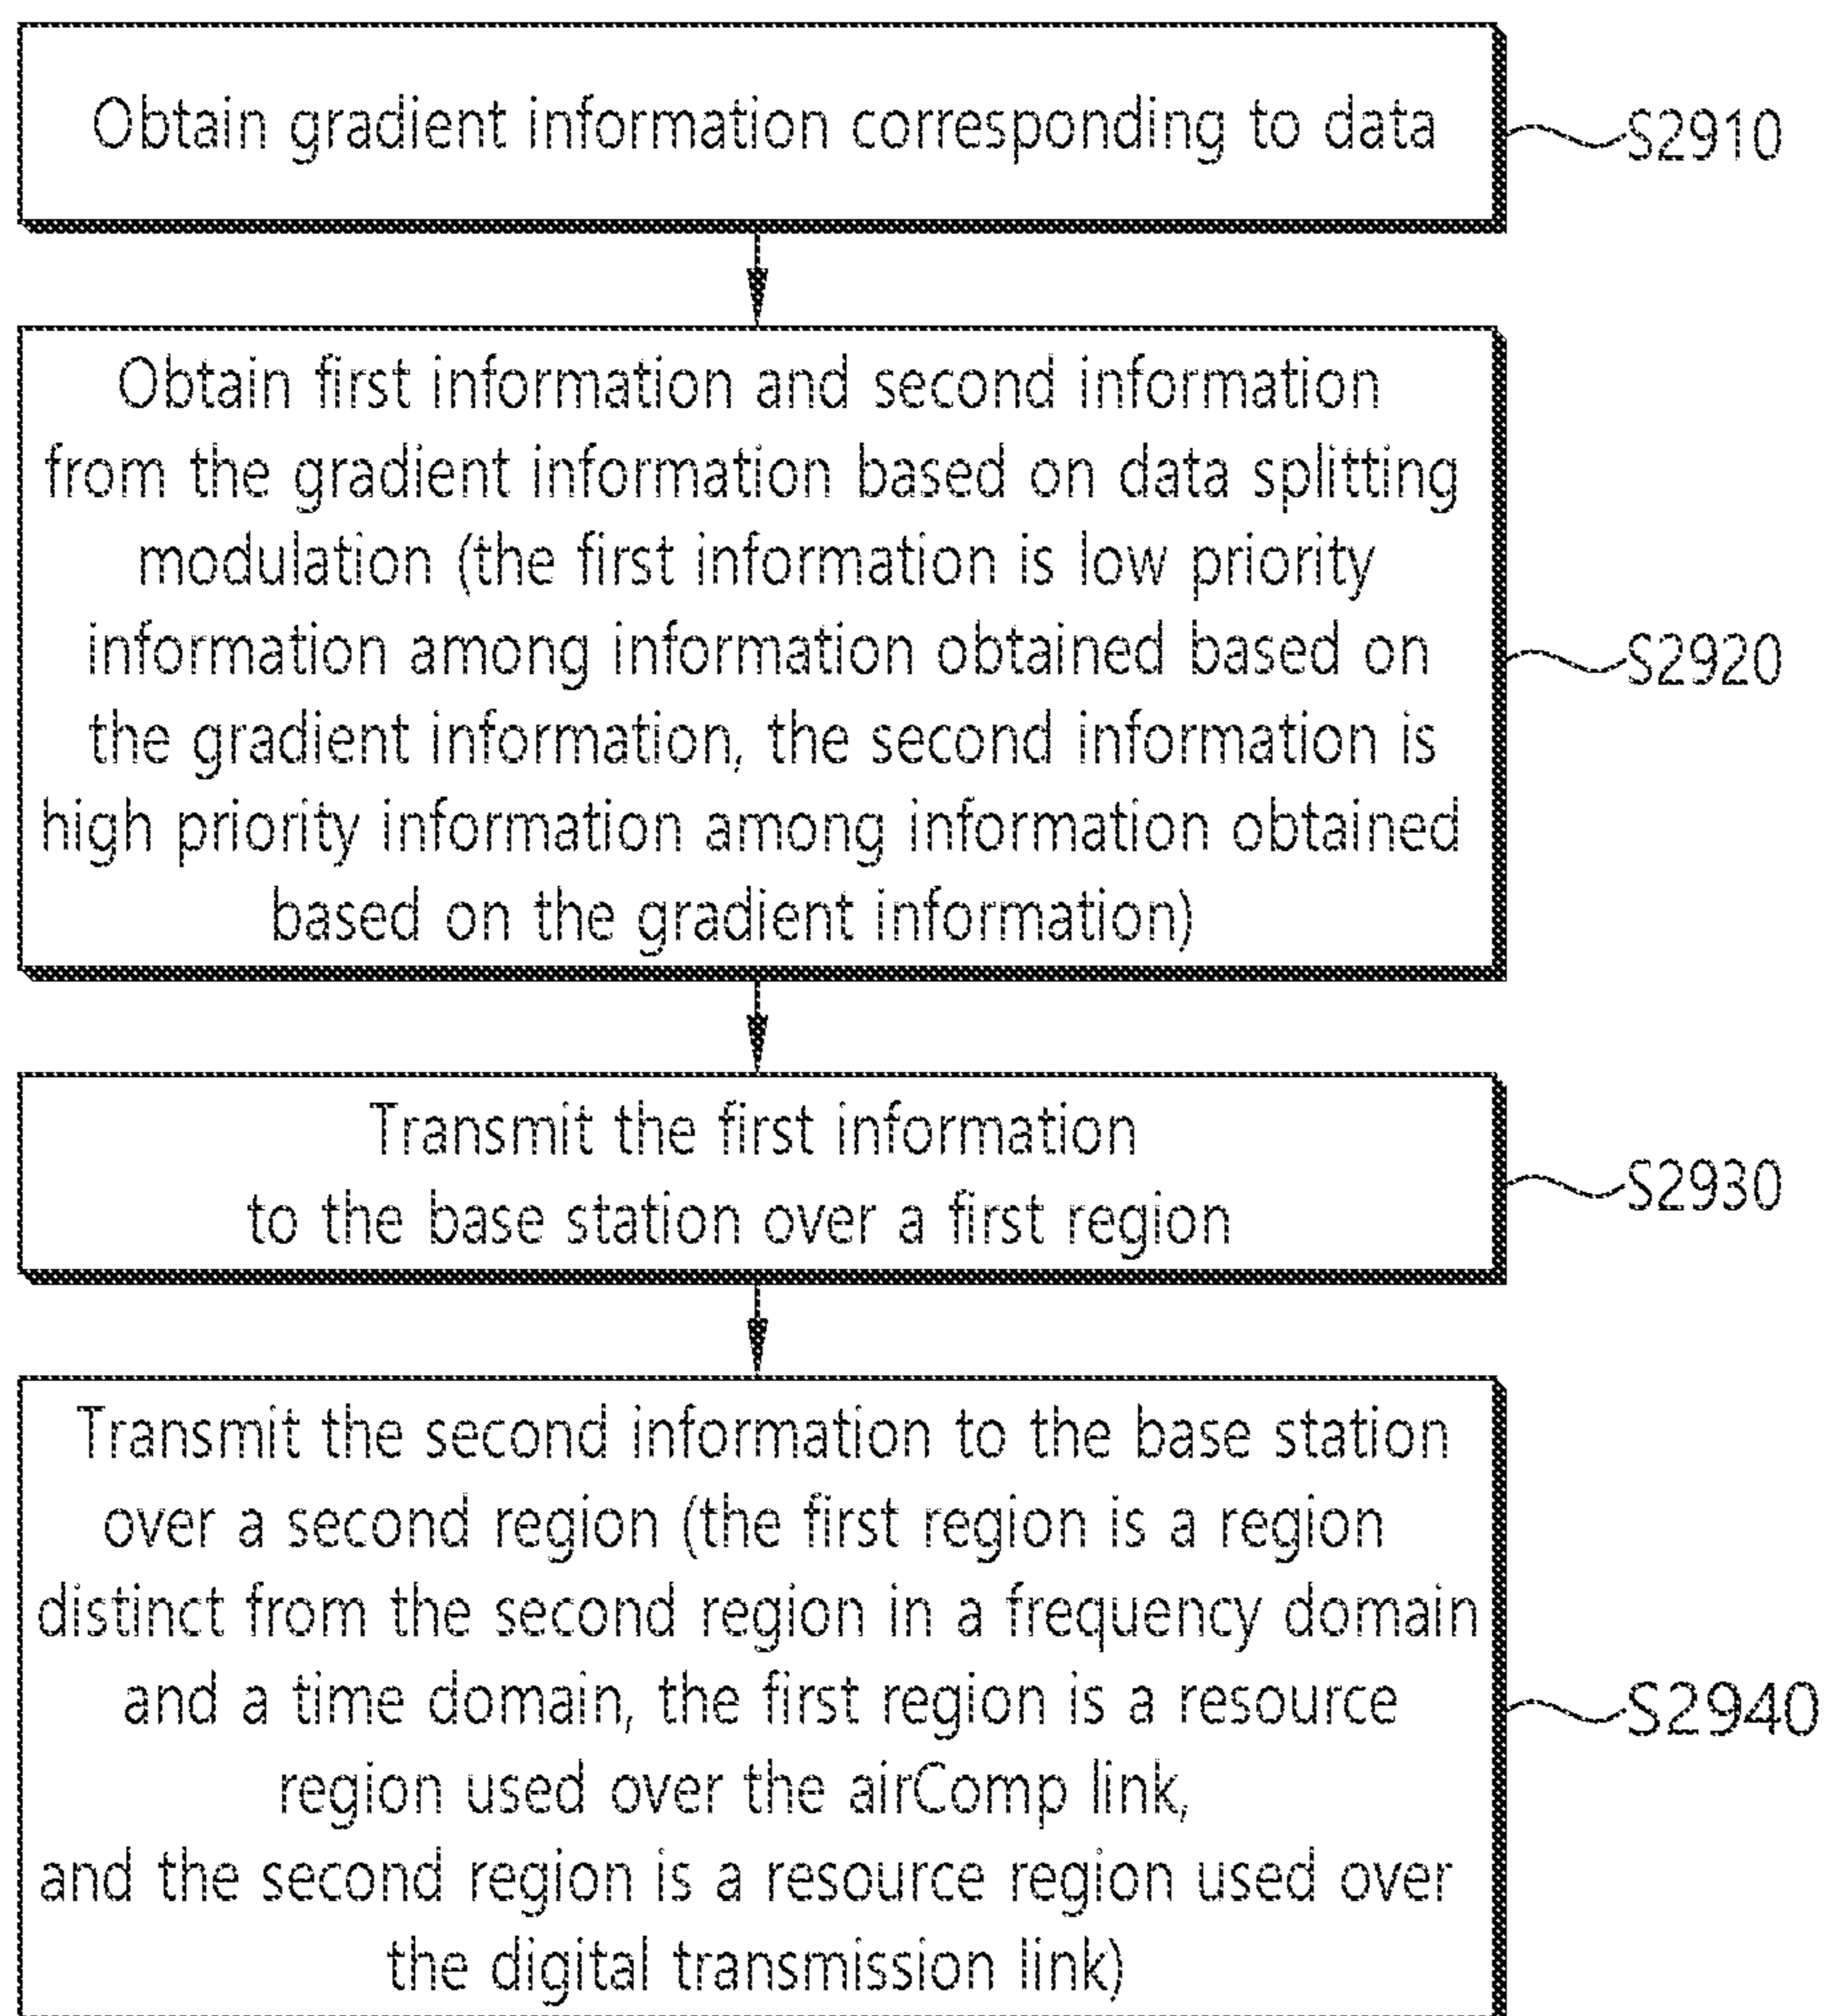 Obtain gradient information corresponding to data
S2910
Obtain first information and second information
from the gradient information based on data splitting
modulation (the first information is low priority
information among information obtained based on
the gradient information, the second information is
high priority information among information obtained
based on the gradient information)
S2920
Transmit the first information
to the base station over a first region
S2930
Transmit the second information to the base station
over a second region (the first region is a region
distinct from the second region in a frequency domain
and a time domain, the first region is a resource
region used over the airComp link,
and the second region is a resource region used over
the digital transmission link)
S2940